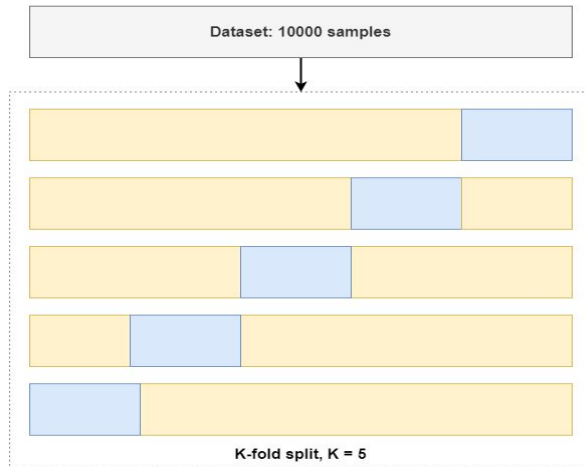 Dataset: 10000 samples
K-fold split, K = 5